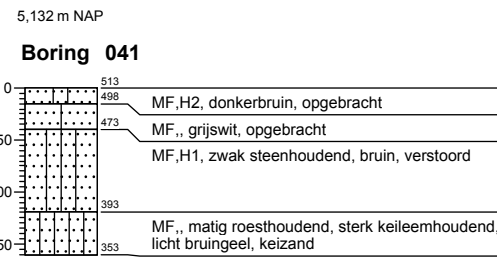 5,132 m NAP
Boring 041
0
513
498
MF,H2, donkerbruin, opgebracht
473
MF,, grijswit, opgebracht
50
MF,H1, zwak steenhoudend, bruin, verstoord
00
393
MF,, matig roesthoudend, sterk keileemhoudend,
licht bruingeel, keizand
50
353